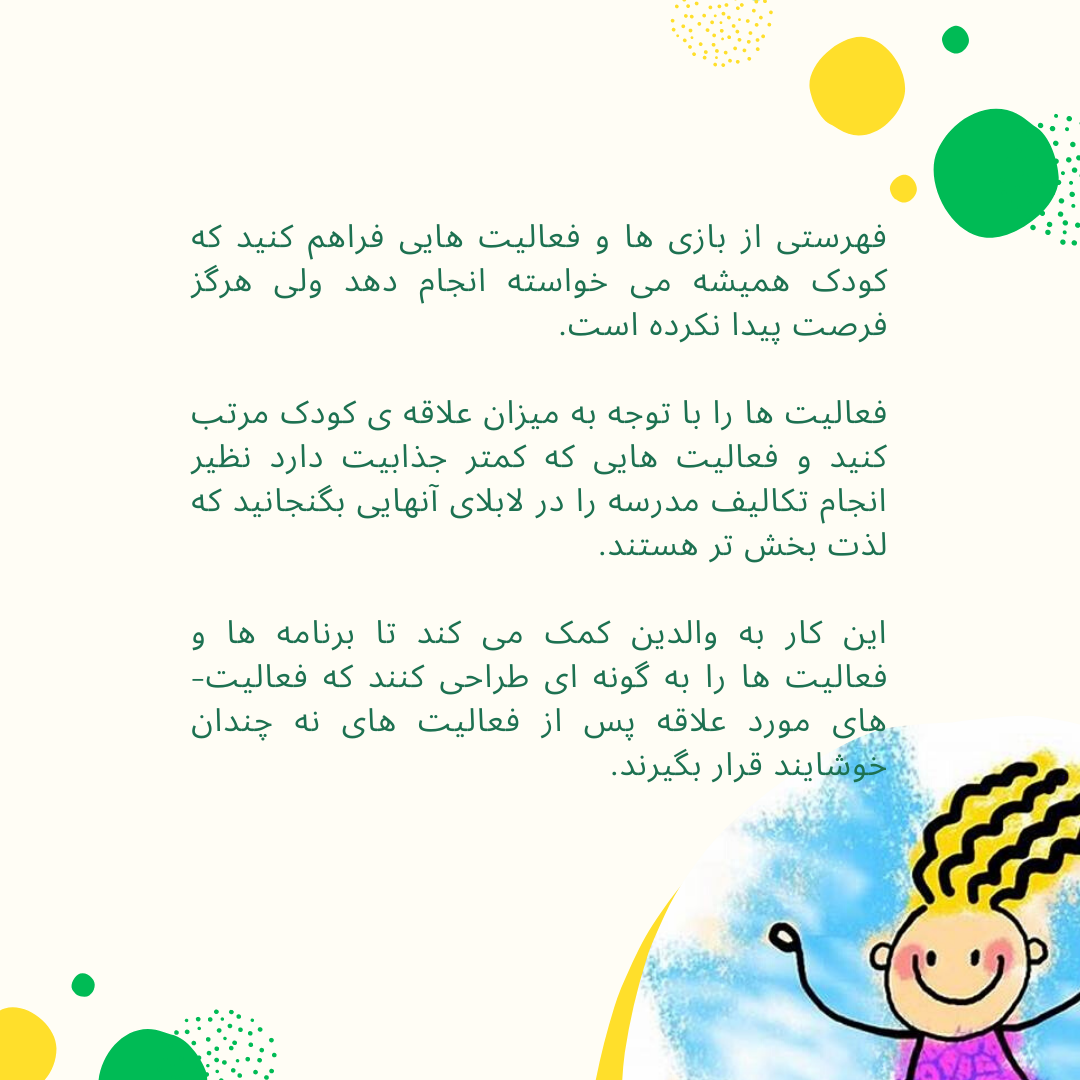 فهرستی از بازی ها و فعالیت هایی فراهم کنید که
کودک همیشه می خواسته انجام دهد ولی هرگز
فرصت پیدا نکرده است.
فعالیت ها را با توجه به میزان علاقه ی کودک مرتب
کنید و فعالیت هایی که کمتر جذابیت دارد نظیر
انجام تکالیف مدرسه را در لابلای آنهایی بگنجانید که
لذت بخش تر هستند.
این کار به والدین کمک می کند تا برنامه ها و
فعالیت ها را به گونه ای طراحی کنند که فعالیت-
های مورد علاقه پس از فعالیت های نه چندان
خوشایند قرار بگیرند.